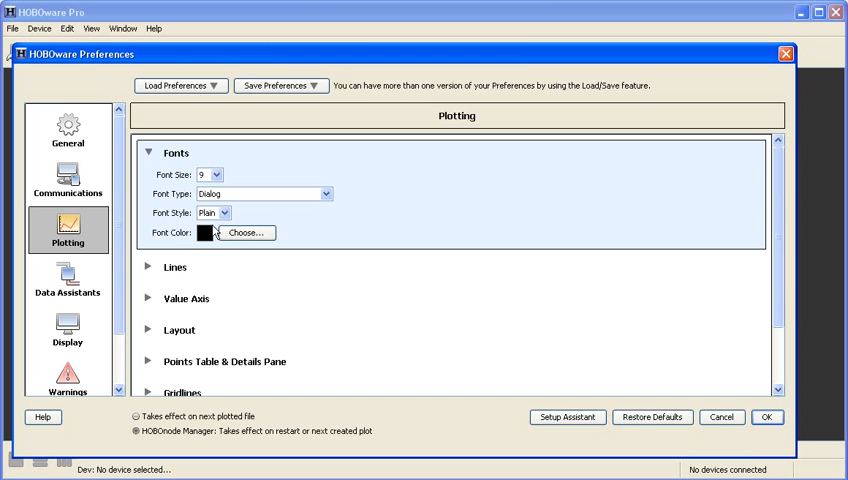 HOBOware Pro
File Device Edit View Window Help
HOBOware Preferences
Load Preferences Save Preferences You can have more than one version of your Preferences by using the Load/Save feature.
General
Communications
Plotting
Data Assistants
Display
Warnings
Plotting
Fonts
Font Size: 9
Font Type: Dialog
Font Style: Plain
Font Color: Choose...
Lines
Value Axis
Layout
Points Table & Details Pane
Gridlines
Help
Takes effect on next plotted file
HOBOnode Manager: Takes effect on restart or next created plot
Setup Assistant Restore Defaults Cancel OK
Dev: No device selected... No devices connected